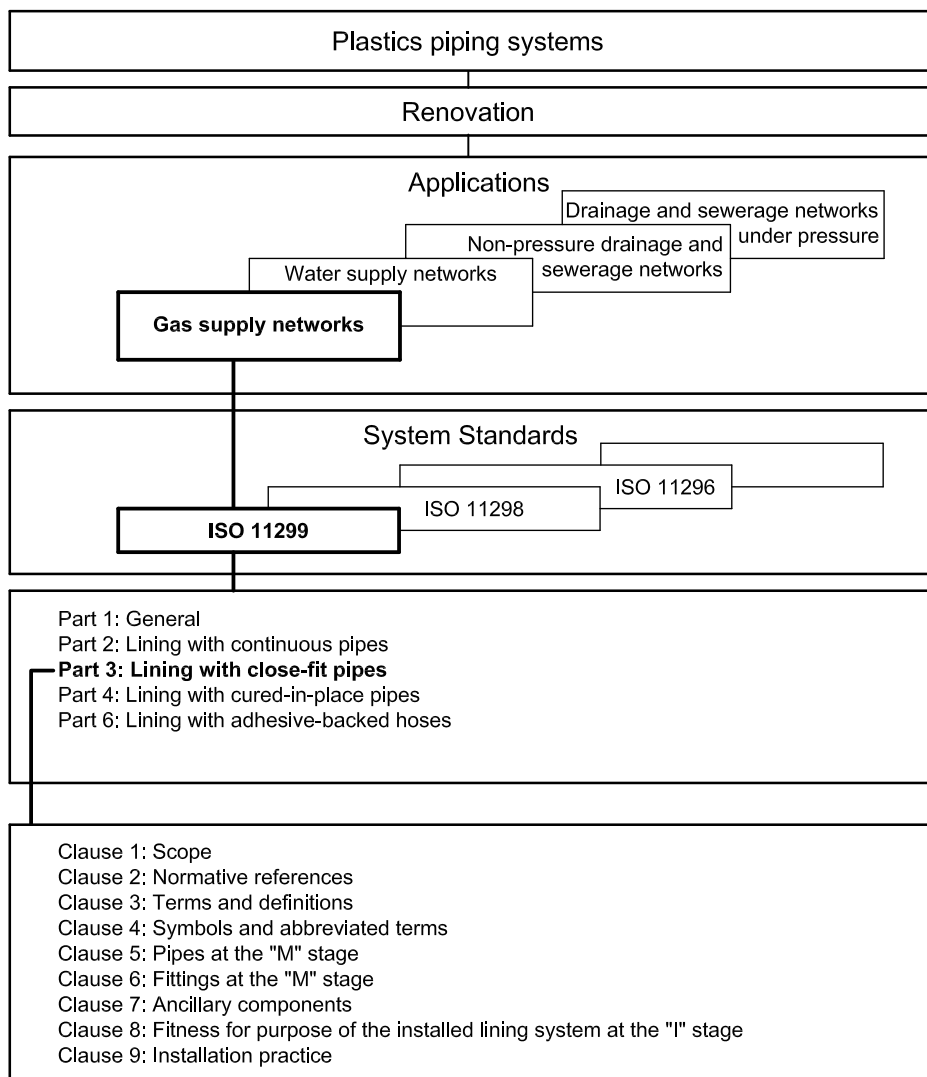 Plastics piping systems
Renovation
Applications
Drainage and sewerage networks
under pressure
Non-pressure drainage and
sewerage networks
Water supply networks
Gas supply networks
System Standards
ISO 11296
ISO 11298
ISO 11299
Part 1: General
Part 2: Lining with continuous pipes
Part 3: Lining with close-fit pipes
Part 4: Lining with cured-in-place pipes
Part 6: Lining with adhesive-backed hoses
Clause 1: Scope
Clause 2: Normative references
Clause 3: Terms and definitions
Clause 4: Symbols and abbreviated terms
Clause 5: Pipes at the "M" stage
Clause 6: Fittings at the "M" stage
Clause 7: Ancillary components
Clause 8: Fitness for purpose of the installed lining system at the "I" stage
Clause 9: Installation practice